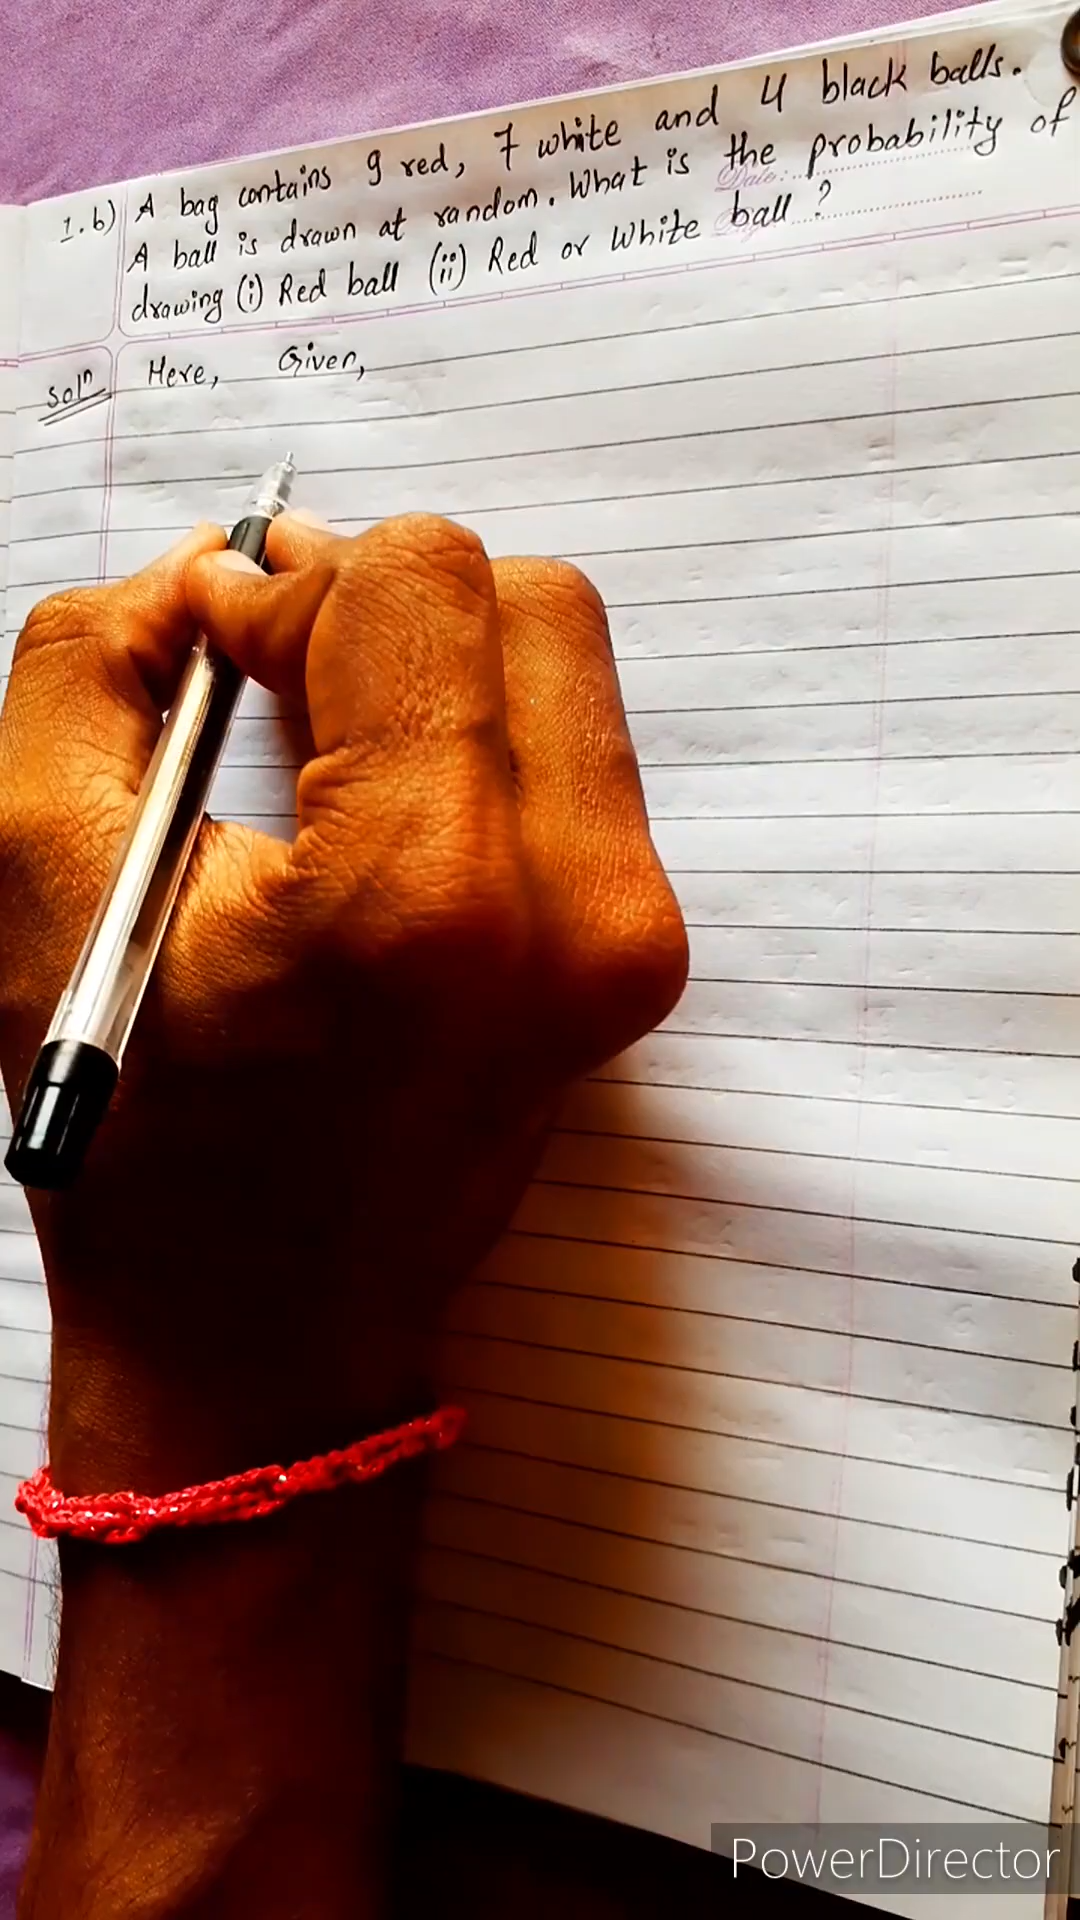 1.b) A bag contains 9 red, 7 white and 4 black balls.
A ball is drawn at random. What is the probability of
drawing (i) Red ball (ii) Red or White ball ?
Date:
Solⁿ Here, Given,
PowerDirector